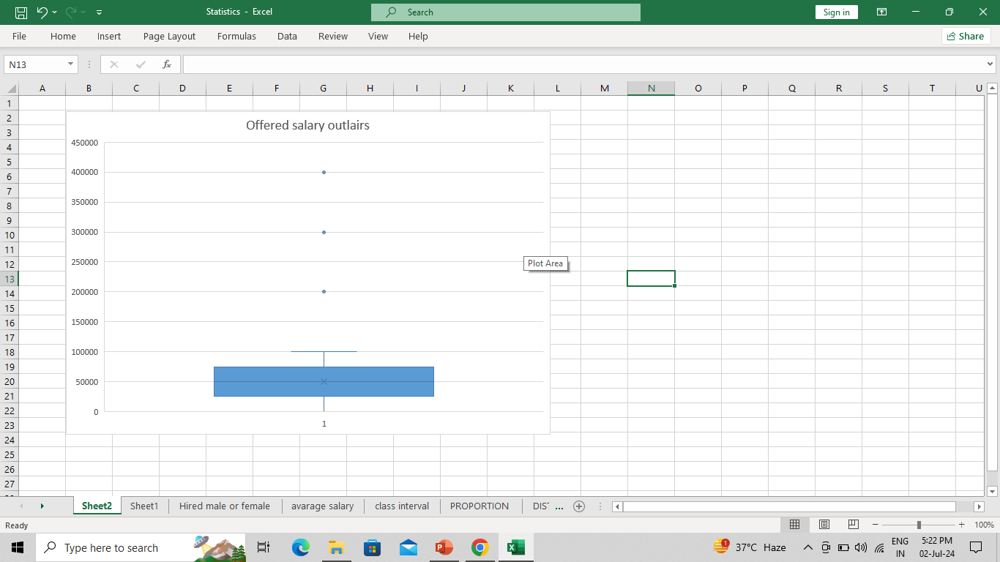 Statistics - Excel
Search
Sign in
File Home Insert Page Layout Formulas Data Review View Help
Share
N13
fx
A B C D E F G H I J K L M N O P Q R S T U
1
2
3
4
5
6
7
8
9
10
11
12
13
14
15
16
17
18
19
20
21
22
23
24
25
26
27
Offered salary outlairs
450000
400000
350000
300000
250000
200000
150000
100000
50000
0
1
Plot Area
Sheet2 Sheet1 Hired male or female avarage salary class interval PROPORTION DIS ...
Ready
100%
Type here to search
1
37°C Haze
ENG
IN
5:22 PM
02-Jul-24